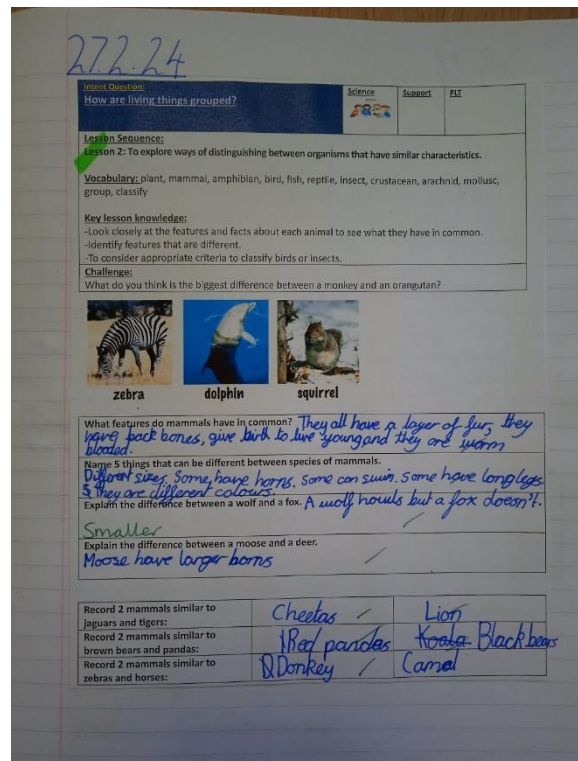 27.2.24
Intent Question:
How are living things grouped?
Science
Support
PLT
Lesson Sequence:
Lesson 2: To explore ways of distinguishing between organisms that have similar characteristics.
Vocabulary: plant, mammal, amphibian, bird, fish, reptile, insect, crustacean, arachnid, mollusc,
group, classify
Key lesson knowledge:
-Look closely at the features and facts about each animal to see what they have in common.
-Identify features that are different.
-To consider appropriate criteria to classify birds or insects.
Challenge:
What do you think is the biggest difference between a monkey and an orangutan?
zebra dolphin squirrel
What features do mammals have in common? They all have a layer of fur, they
have back bones, give birth to live young and they are warm
blooded.
Name 5 things that can be different between species of mammals.
Different sizes. Some have horns. some can swim. Some have long legs
they are different colours.
Explain the difference between a wolf and a fox. A wolf howls but a fox doesn't.
Smaller
Explain the difference between a moose and a deer.
Moose have larger horns
Record 2 mammals similar to
jaguars and tigers:
Cheetas
Lion
Record 2 mammals similar to
brown bears and pandas:
Red pandas
Koala Black bears
Record 2 mammals similar to
zebras and horses:
Donkey
Camel